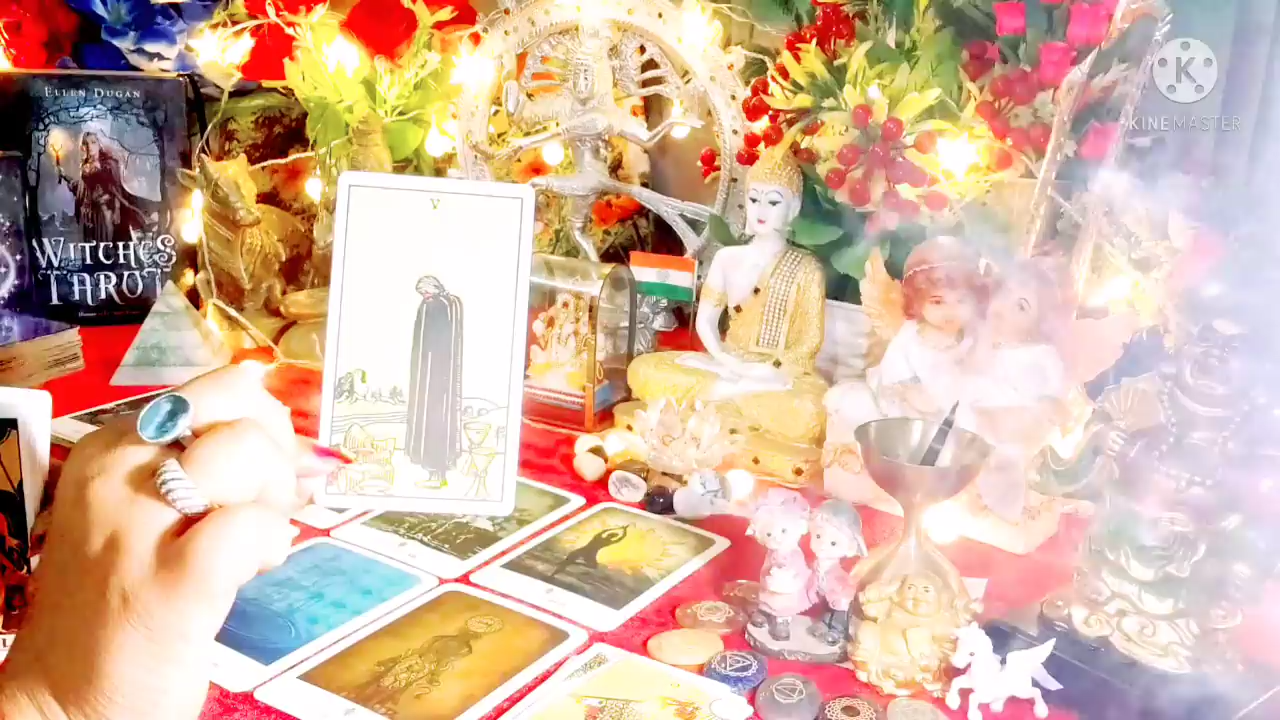 ELLEN DUGAN
WITCHES
TAROT
V
K
KINEMASTER